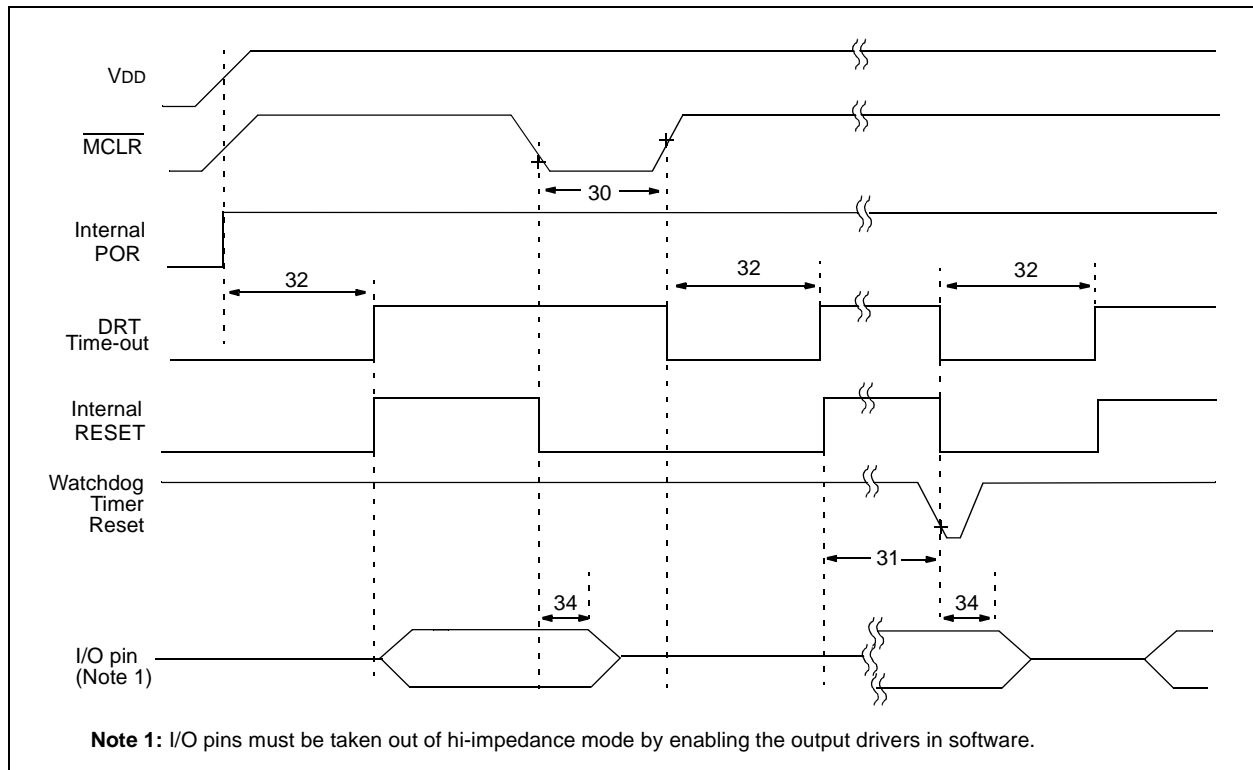 VDD
MCLR
30
Internal
POR
32
32
32
DRT
Time-out
Internal
RESET
Watchdog
Timer
Reset
31
34
34
I/O pin
(Note 1)
Note 1: I/O pins must be taken out of hi-impedance mode by enabling the output drivers in software.